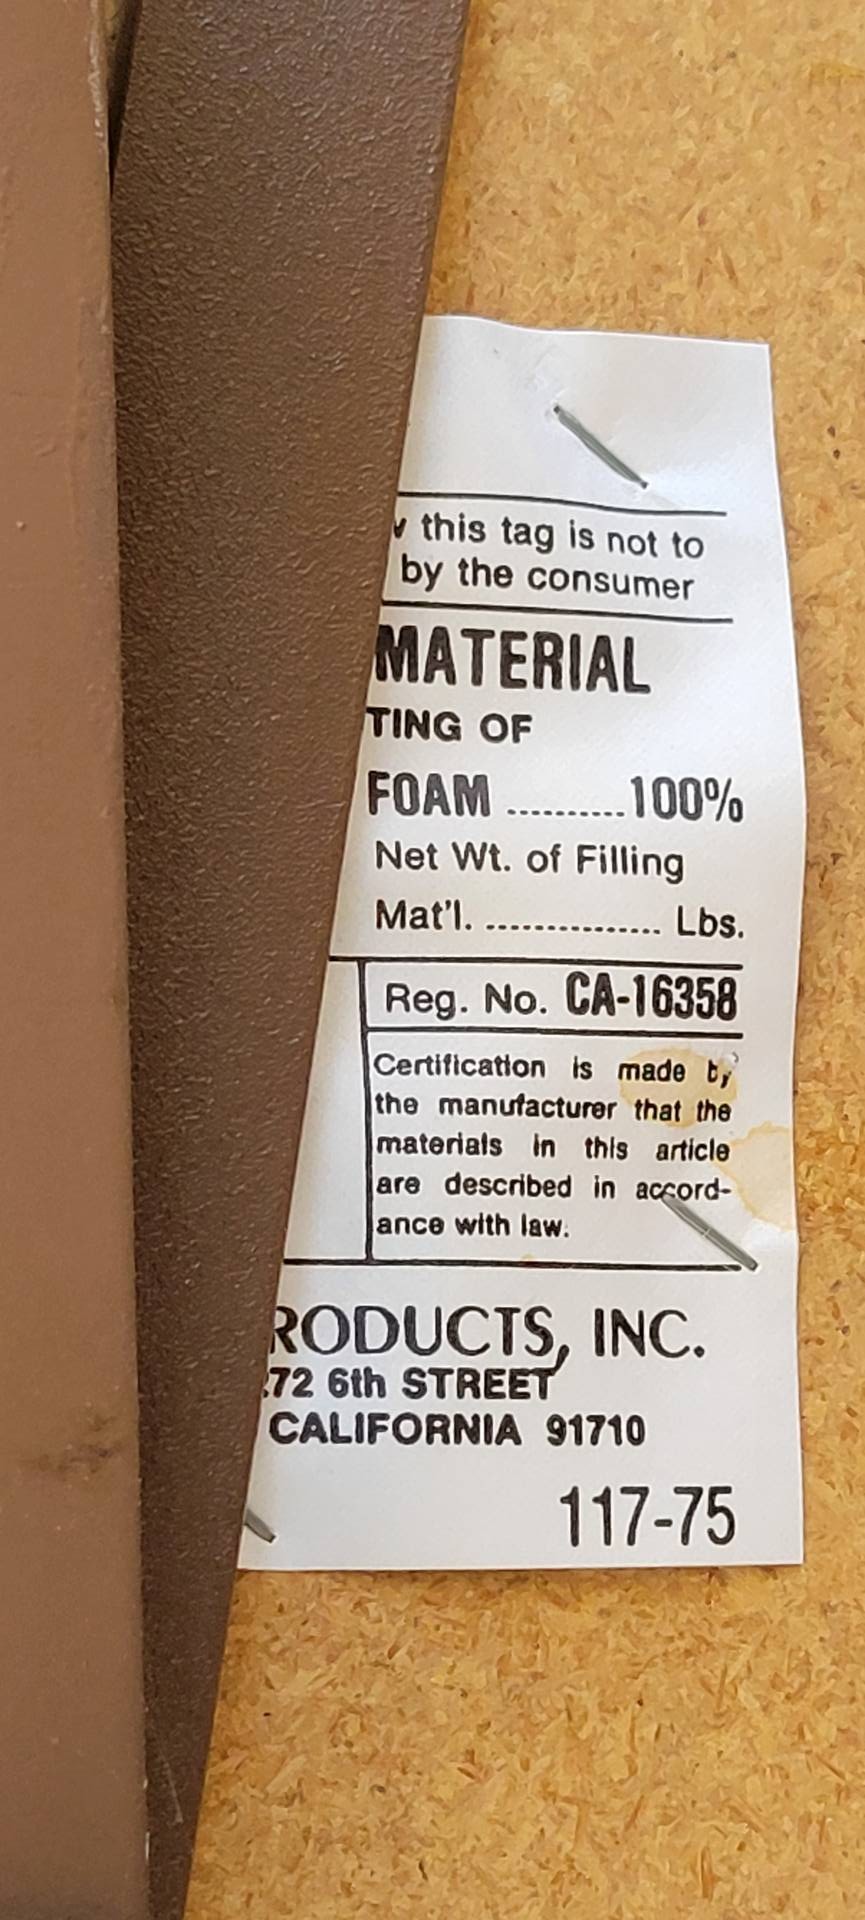 this tag is not to
by the consumer
MATERIAL
TING OF
FOAM ..........100%
Net Wt. of Filling
Mat'l. ............... Lbs.
Reg. No. CA-16358
Certification is made by
the manufacturer that the
materials in this article
are described in accord-
ance with law.
RODUCTS, INC.
72 6th STREET
CALIFORNIA 91710
117-75